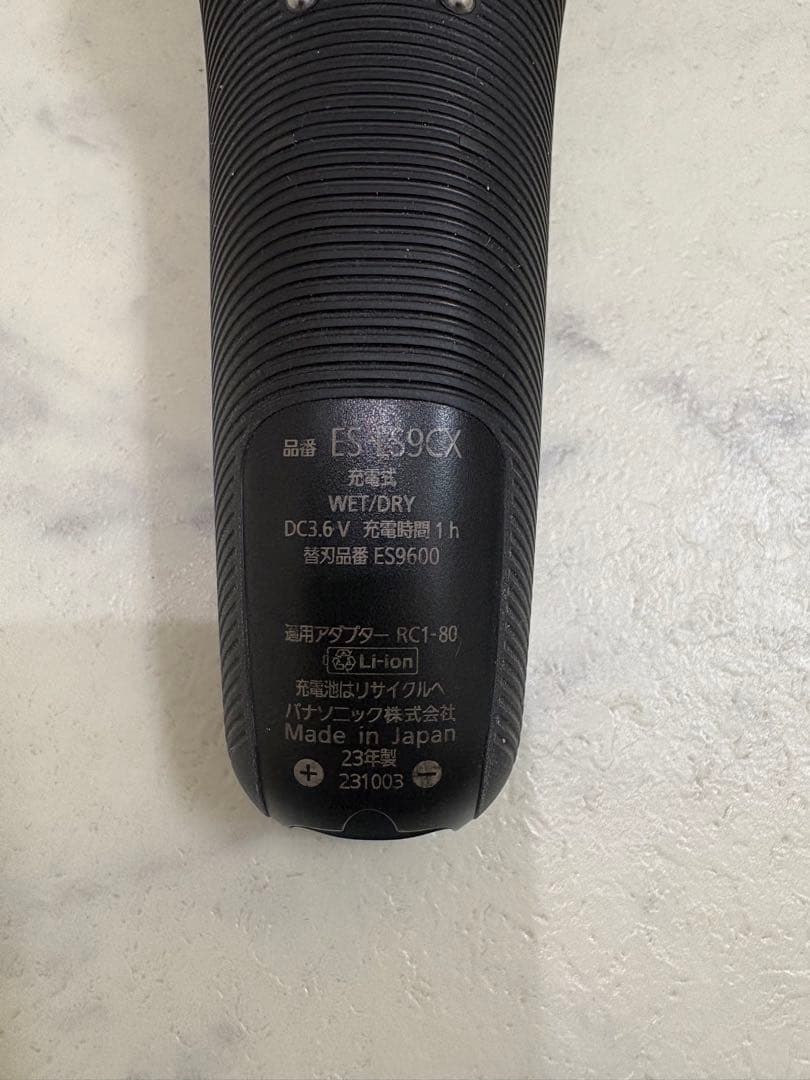 品番 ES-LS9CX
充電式
WET/DRY
DC3.6 V 充電時間 1 h
替刃品番 ES9600
適用アダプター RC1-80
Li-ion
充電池はリサイクルへ
パナソニック株式会社
Made in Japan
23年製
+ 231003 −